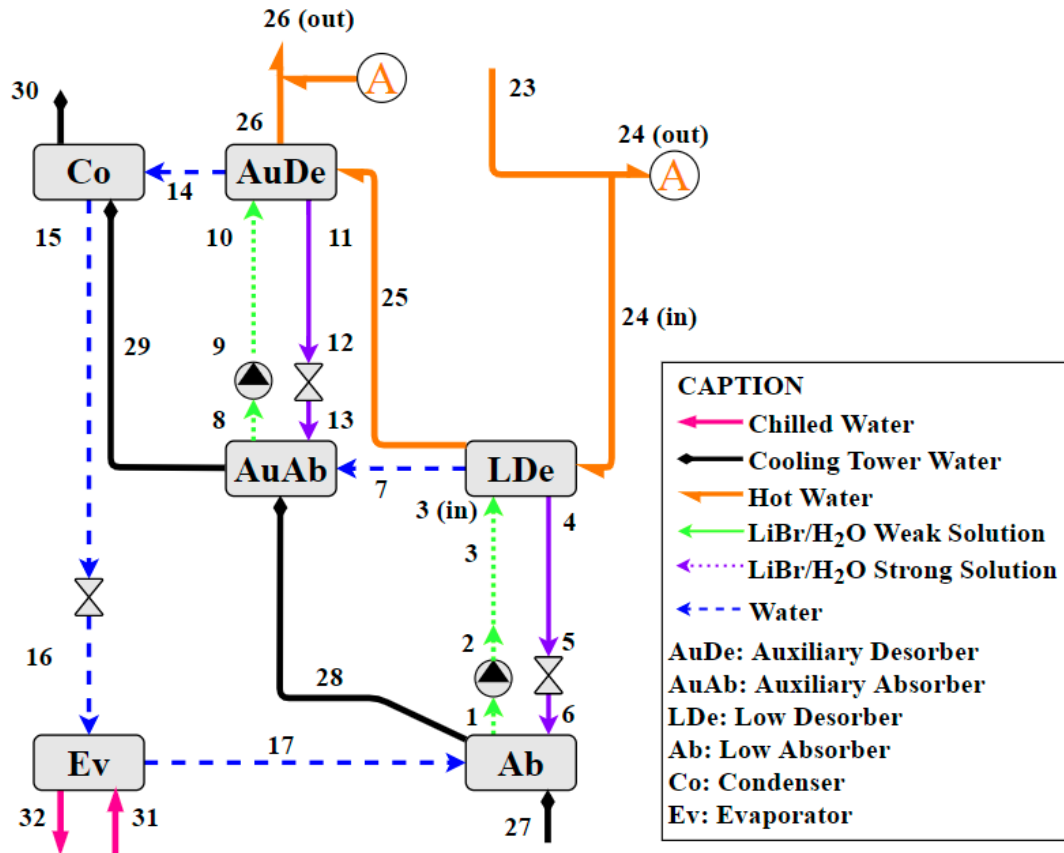 26 (out)
A
30
23
26
24 (out)
Co
AuDe
A
14
15
10
11
25
24 (in)
29
9
12
8
13
AuAb
LDe
7
3 (in)
4
3
16
2
5
28
1
6
17
Ev
Ab
32
31
27
CAPTION
Chilled Water
Cooling Tower Water
Hot Water
LiBr/H₂O Weak Solution
LiBr/H₂O Strong Solution
Water
AuDe: Auxiliary Desorber
AuAb: Auxiliary Absorber
LDe: Low Desorber
Ab: Low Absorber
Co: Condenser
Ev: Evaporator